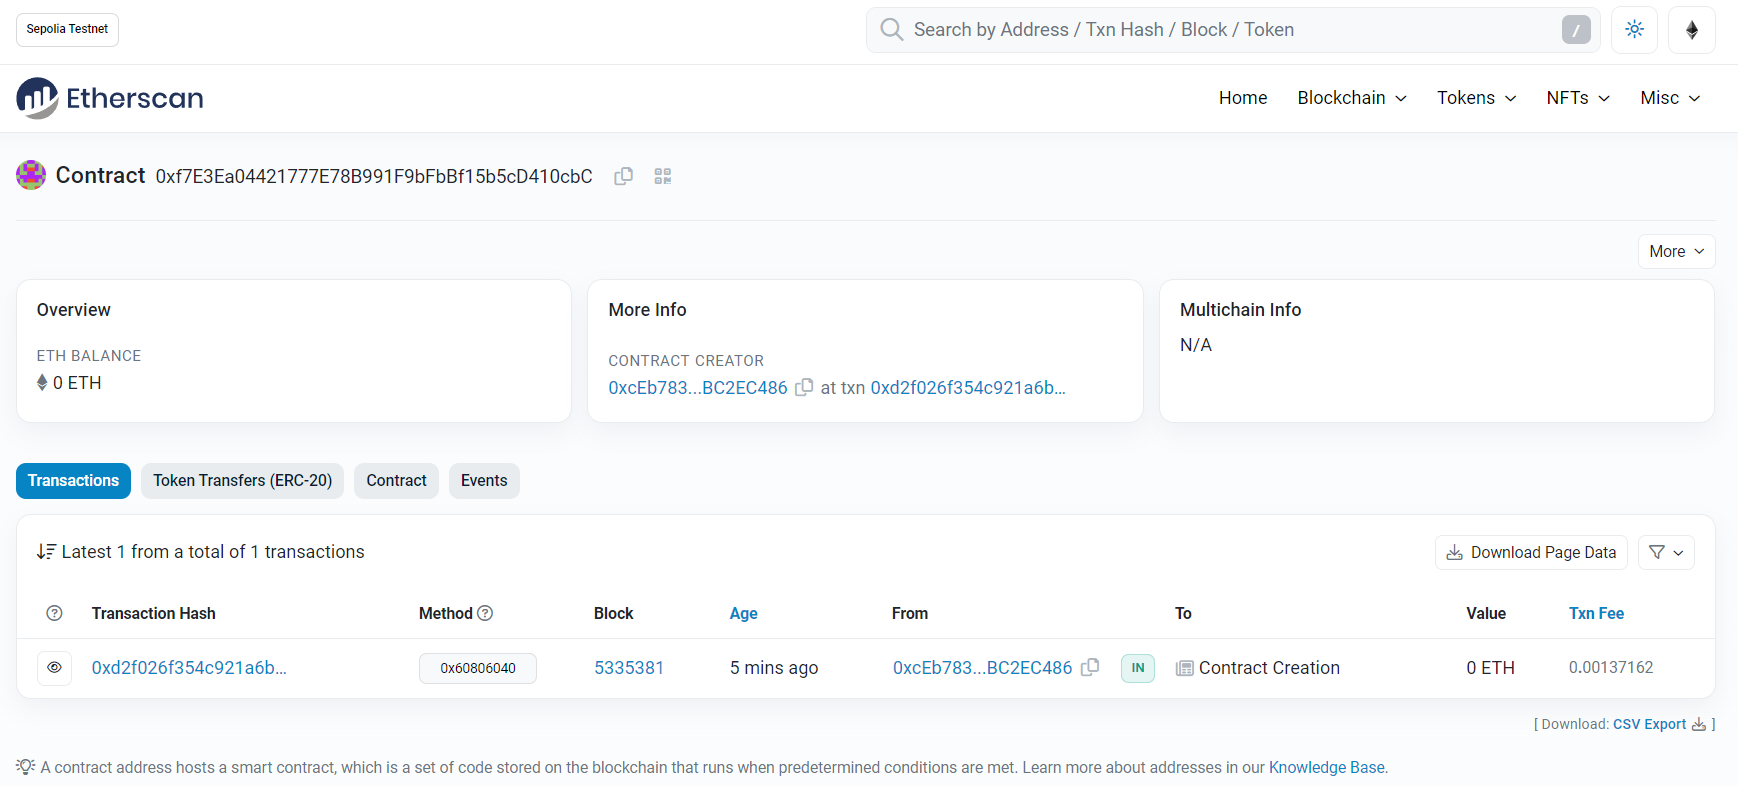 Sepolia Testnet
Search by Address / Txn Hash / Block / Token /
Etherscan
Home Blockchain Tokens NFTs Misc
Contract 0xf7E3Ea04421777E78B991F9bFbBf15b5cD410cbC
More
Overview
ETH BALANCE
0 ETH
More Info
CONTRACT CREATOR
0xcEb783...BC2EC486 at txn 0xd2f026f354c921a6b...
Multichain Info
N/A
Transactions Token Transfers (ERC-20) Contract Events
Latest 1 from a total of 1 transactions
Download Page Data
? Transaction Hash Method ? Block Age From To Value Txn Fee
0xd2f026f354c921a6b... 0x60806040 5335381 5 mins ago 0xcEb783...BC2EC486 IN Contract Creation 0 ETH 0.00137162
[ Download: CSV Export ]
A contract address hosts a smart contract, which is a set of code stored on the blockchain that runs when predetermined conditions are met. Learn more about addresses in our Knowledge Base.